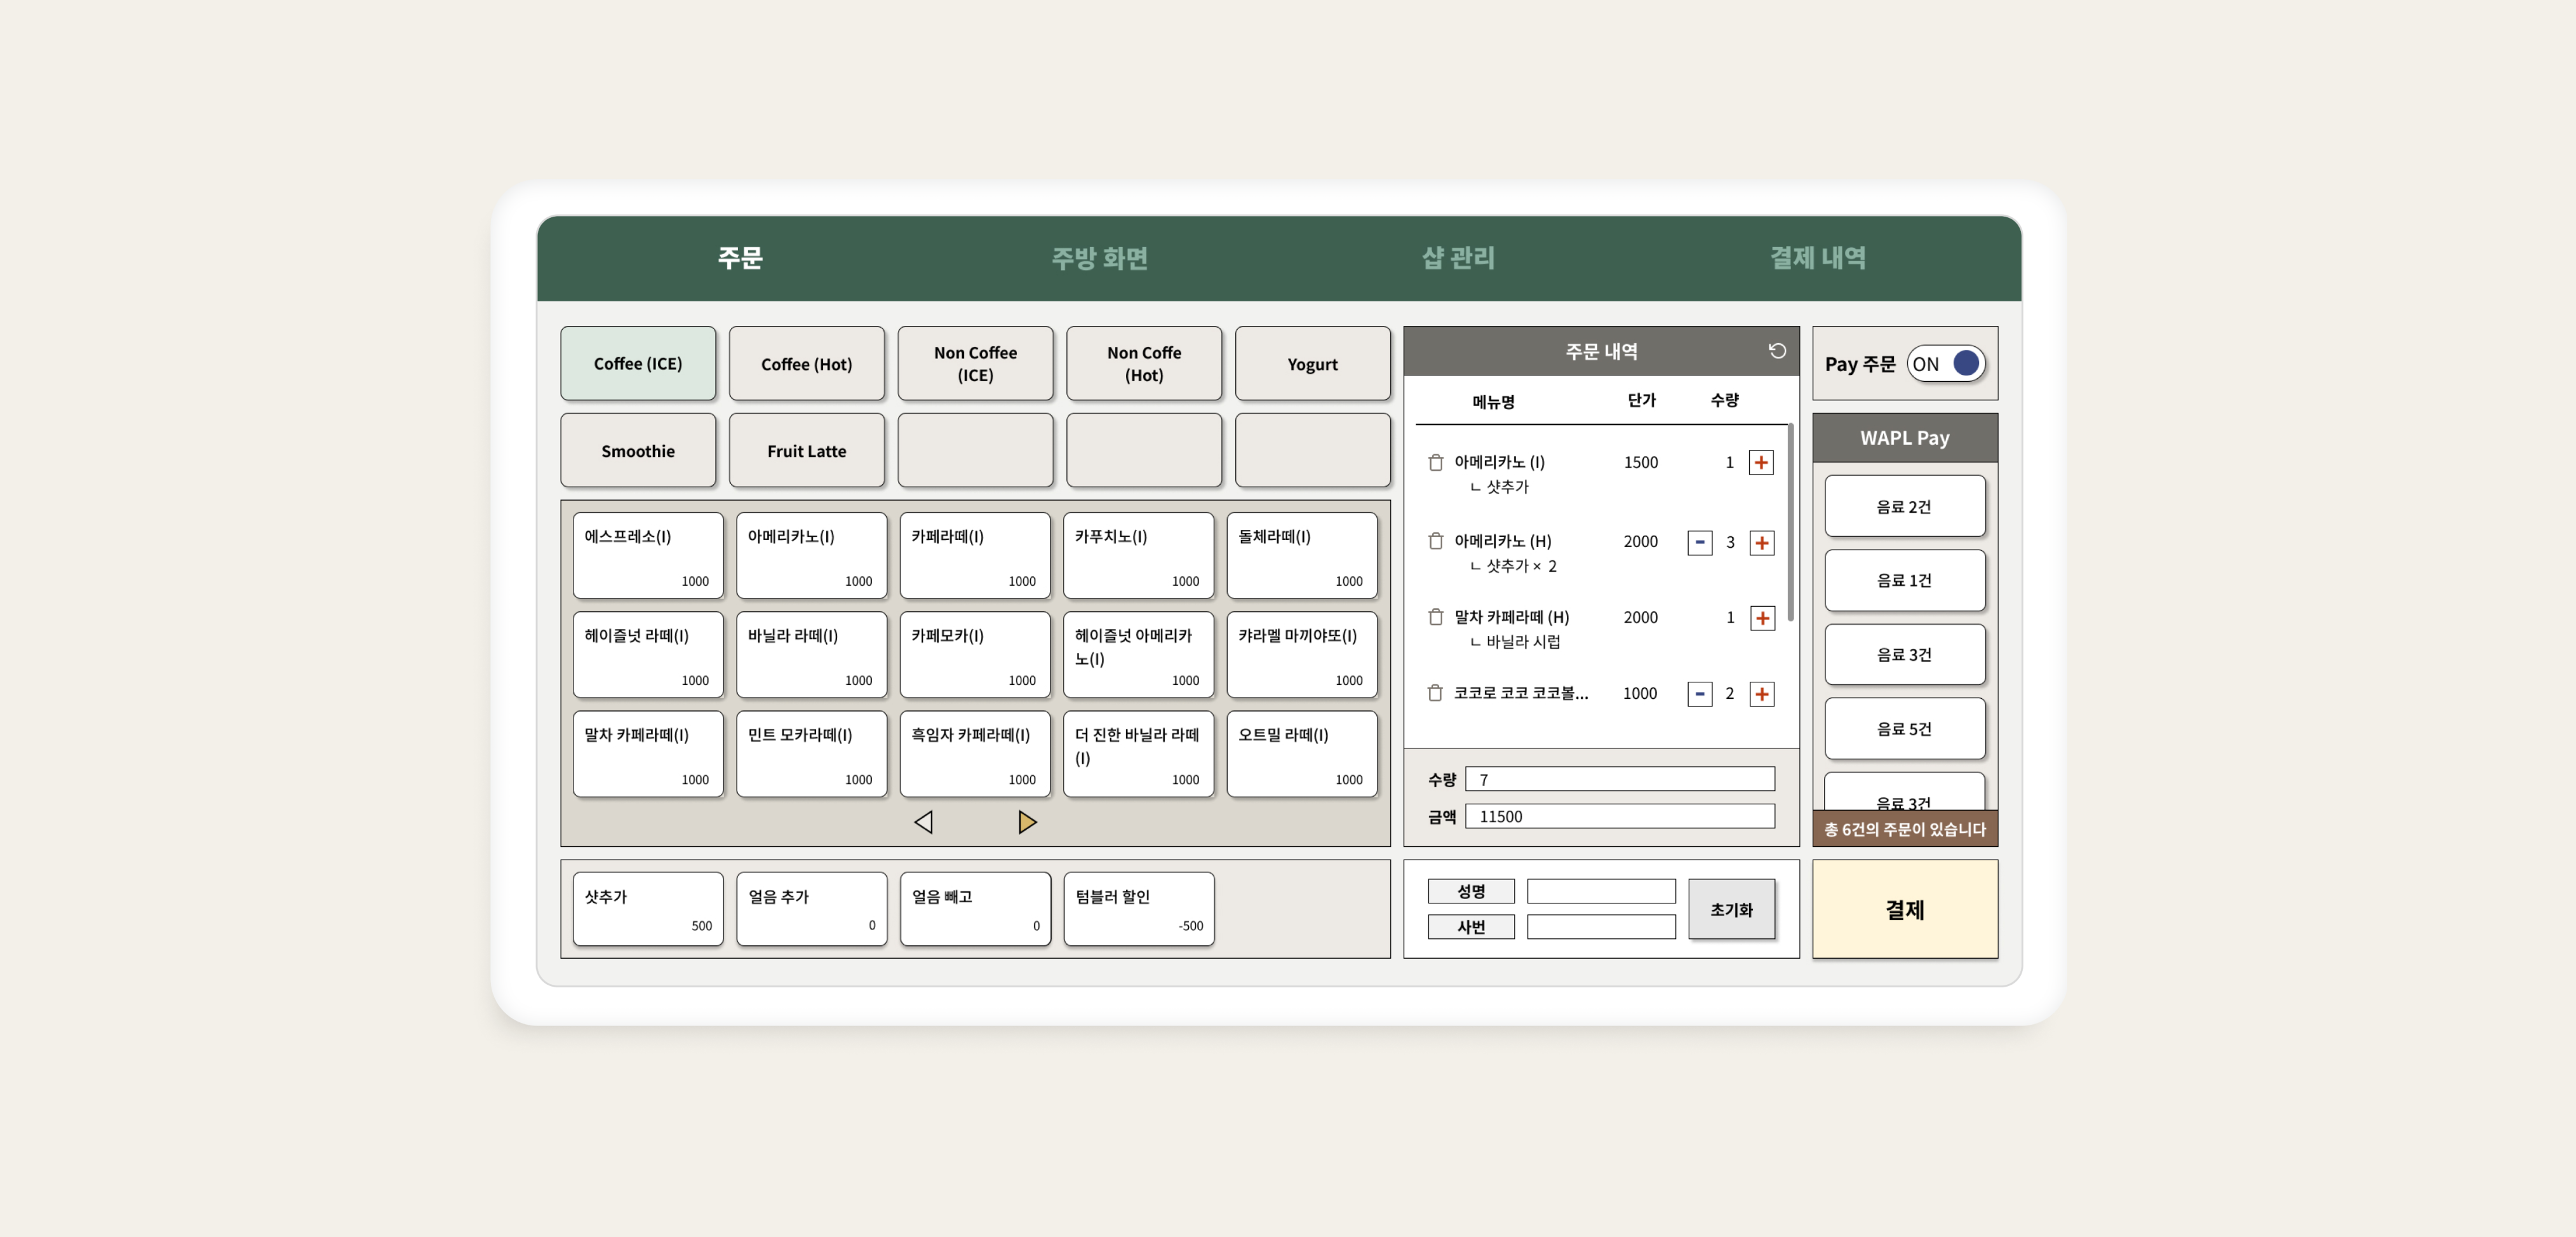 주문
주방 화면
샵 관리
결제 내역
Coffee (ICE)
Coffee (Hot)
Non Coffee
(ICE)
Non Coffe
(Hot)
Yogurt
Smoothie
Fruit Latte
에스프레소(I)
1000
아메리카노(I)
1000
카페라떼(I)
1000
카푸치노(I)
1000
돌체라떼(I)
1000
헤이즐넛 라떼(I)
1000
바닐라 라떼(I)
1000
카페모카(I)
1000
헤이즐넛 아메리카
노(I)
1000
캬라멜 마끼야또(I)
1000
말차 카페라떼(I)
1000
민트 모카라떼(I)
1000
흑임자 카페라떼(I)
1000
더 진한 바닐라 라떼
(I)
1000
오트밀 라떼(I)
1000
샷추가
500
얼음 추가
0
얼음 빼고
0
텀블러 할인
-500
주문 내역
메뉴명 단가 수량
아메리카노 (I) 1500 1 +
ㄴ 샷추가
아메리카노 (H) 2000 - 3 +
ㄴ 샷추가 × 2
말차 카페라떼 (H) 2000 1 +
ㄴ 바닐라 시럽
코코로 코코 코코볼... 1000 - 2 +
수량 7
금액 11500
성명
사번
초기화
Pay 주문 ON
WAPL Pay
음료 2건
음료 1건
음료 3건
음료 5건
음료 3건
총 6건의 주문이 있습니다
결제